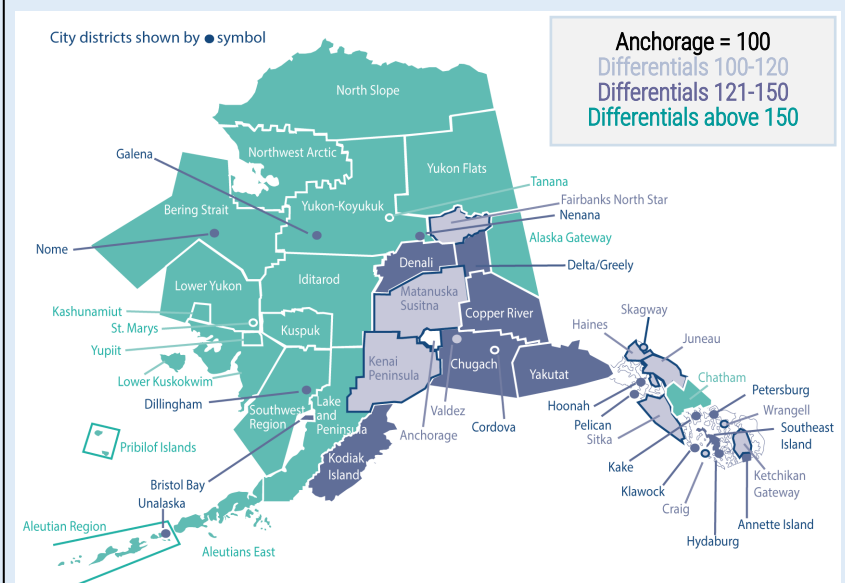 City districts shown by ● symbol
Anchorage = 100
Differentials 100-120
Differentials 121-150
Differentials above 150
North Slope
Galena
Northwest Arctic
Yukon Flats
Tanana
Fairbanks North Star
Nenana
Bering Strait
Yukon-Koyukuk
Alaska Gateway
Nome
Denali
Delta/Greely
Lower Yukon
Iditarod
Matanuska
Susitna
Copper River
Kashunamiut
St. Marys
Kuspuk
Yupiit
Skagway
Haines
Juneau
Kenai
Peninsula
Chugach
Yakutat
Lower Kuskokwim
Chatham
Dillingham
Southwest
Region
Lake
and
Peninsula
Valdez
Anchorage
Cordova
Hoonah
Pelican
Sitka
Petersburg
Wrangell
Southeast
Island
Pribilof Islands
Kodiak
Island
Kake
Klawock
Craig
Ketchikan
Gateway
Bristol Bay
Unalaska
Annette Island
Hydaburg
Aleutian Region
Aleutians East